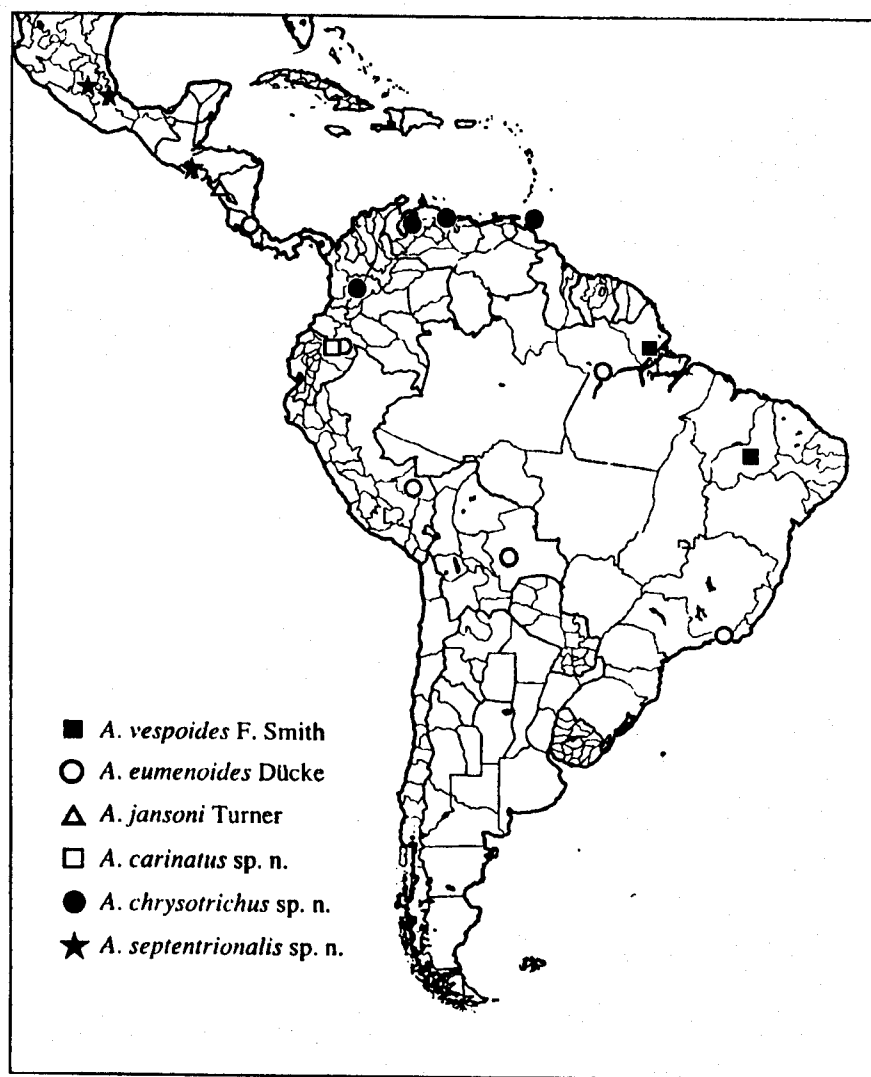 A. vespoides F. Smith
A. eumenoides Dücke
A. jansoni Turner
A. carinatus sp. n.
A. chrysotrichus sp. n.
A. septentrionalis sp. n.